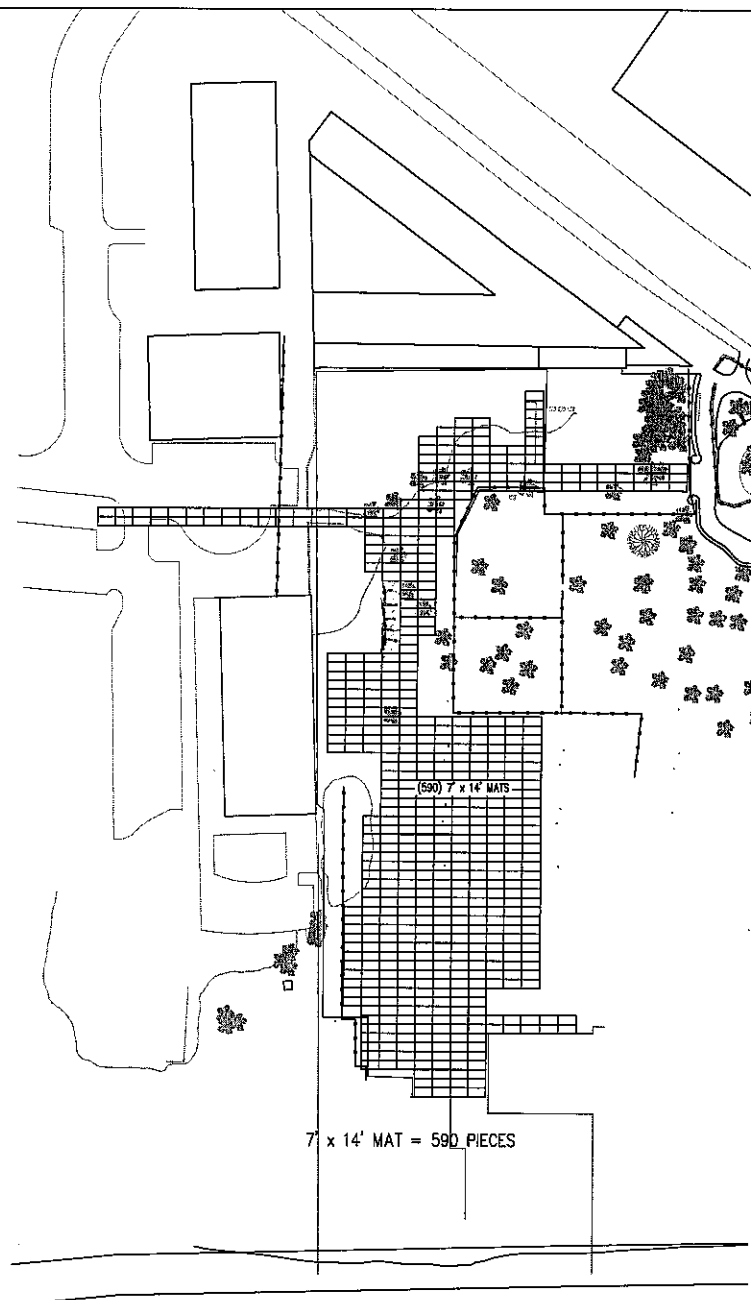 (590) 7' x 14' MATS
7' x 14' MAT = 590 PIECES